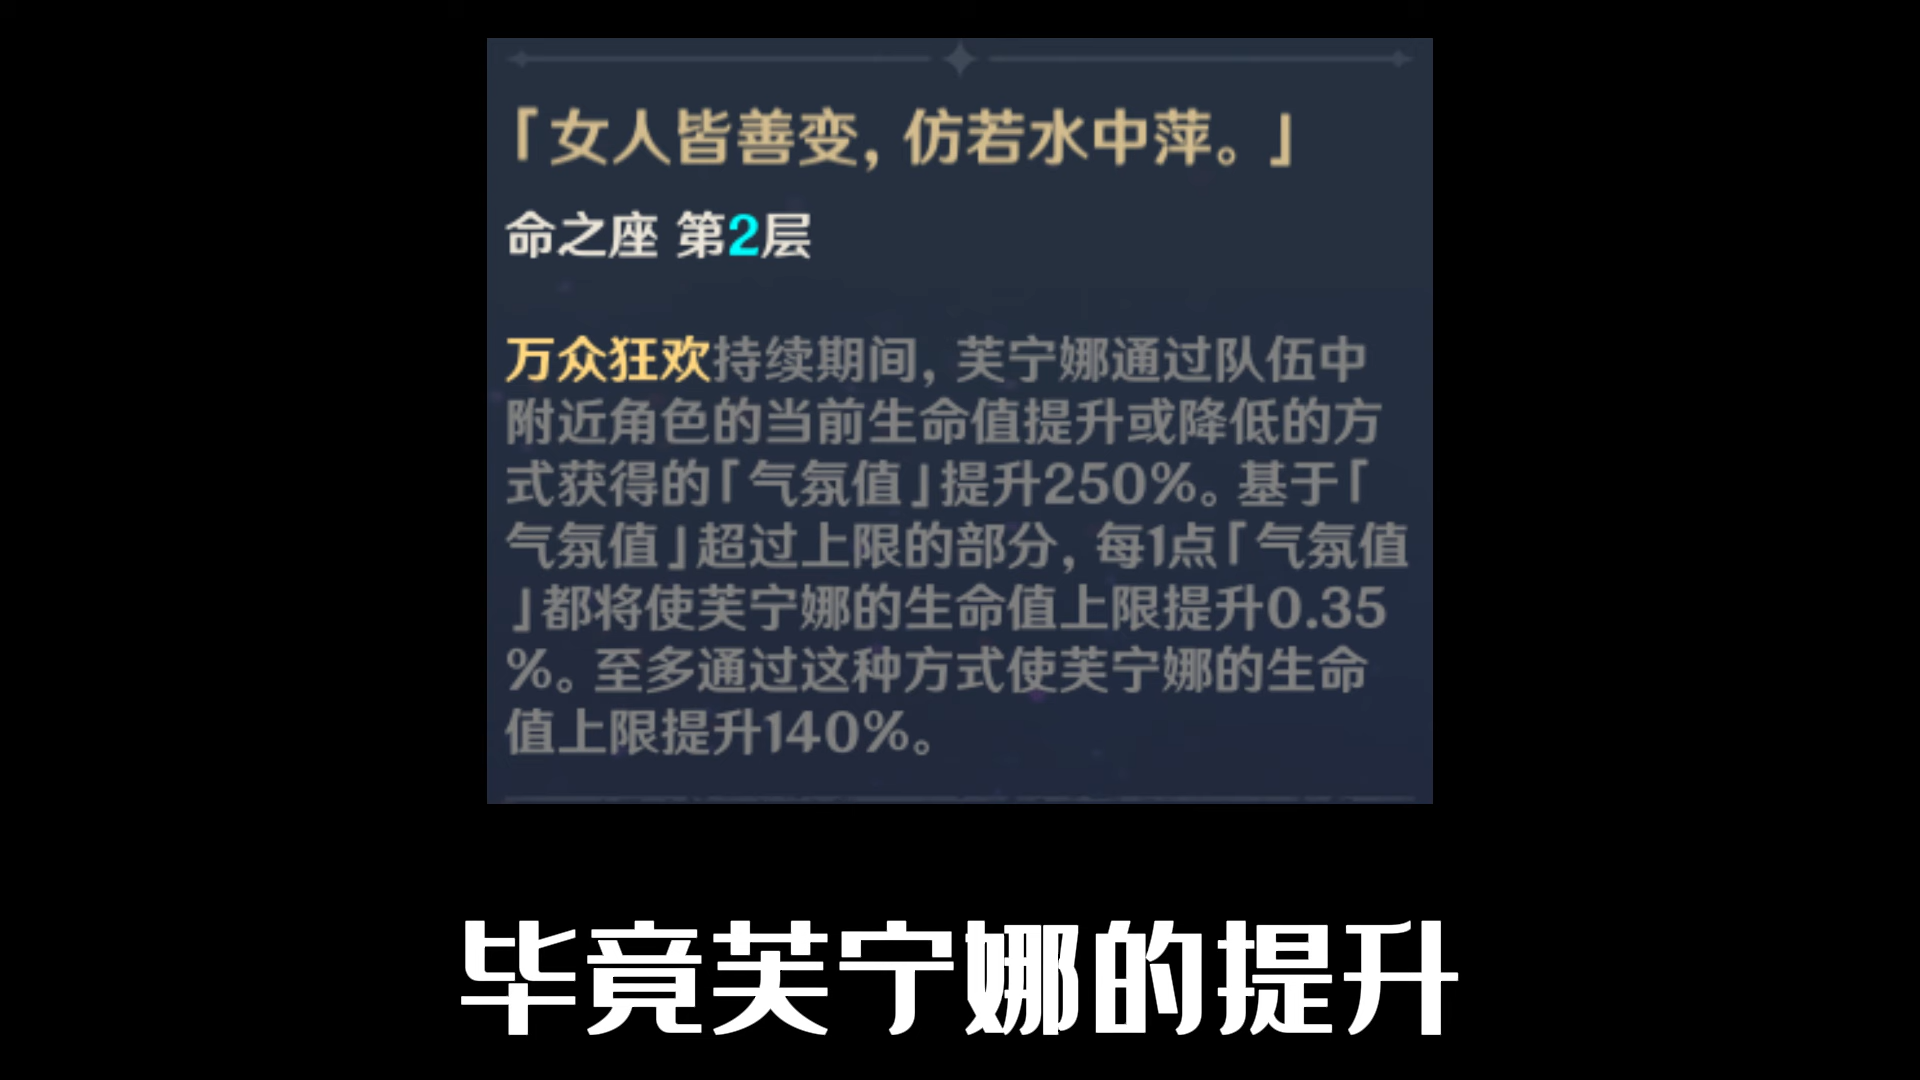 「女人皆善变，仿若水中萍。」
命之座 第2层
万众狂欢持续期间，芙宁娜通过队伍中
附近角色的当前生命值提升或降低的方
式获得的「气氛值」提升250%。基于「
气氛值」超过上限的部分，每1点「气氛值
」都将使芙宁娜的生命值上限提升0.35
%。至多通过这种方式使芙宁娜的生命
值上限提升140%。
毕竟芙宁娜的提升